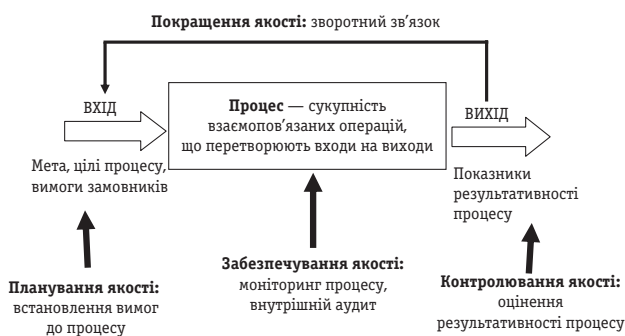 Покращення якості: зворотний зв’язок
ВХІД
Процес — сукупність
взаємопов’язаних операцій,
що перетворюють входи на виходи
ВИХІД
Мета, цілі процесу,
вимоги замовників
Показники
результативності
процесу
Планування якості:
встановлення вимог
до процесу
Забезпечування якості:
моніторинг процесу,
внутрішній аудит
Контролювання якості:
оцінення
результативності процесу